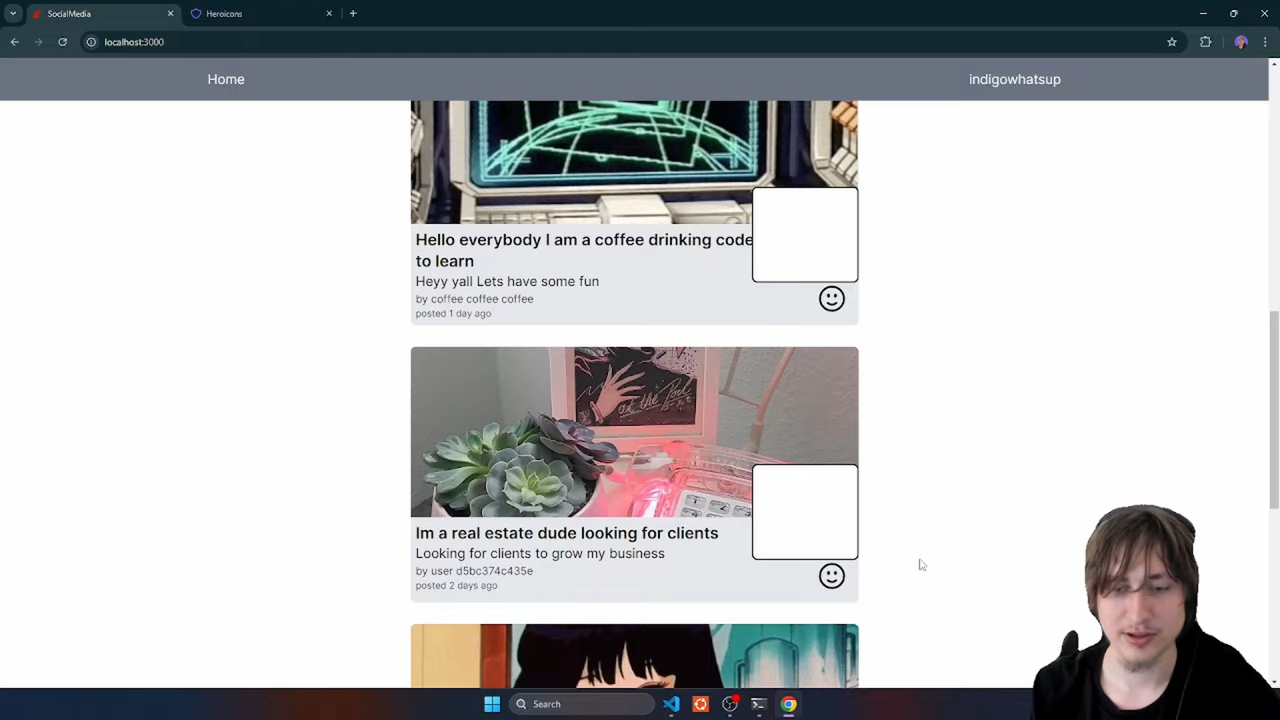 SocialMedia
Heroicons
localhost:3000
Home
indigowhatsup
Hello everybody I am a coffee drinking code
to learn
Heyy yall Lets have some fun
by coffee coffee coffee
posted 1 day ago
Im a real estate dude looking for clients
Looking for clients to grow my business
by user d5bc374c435e
posted 2 days ago
Search